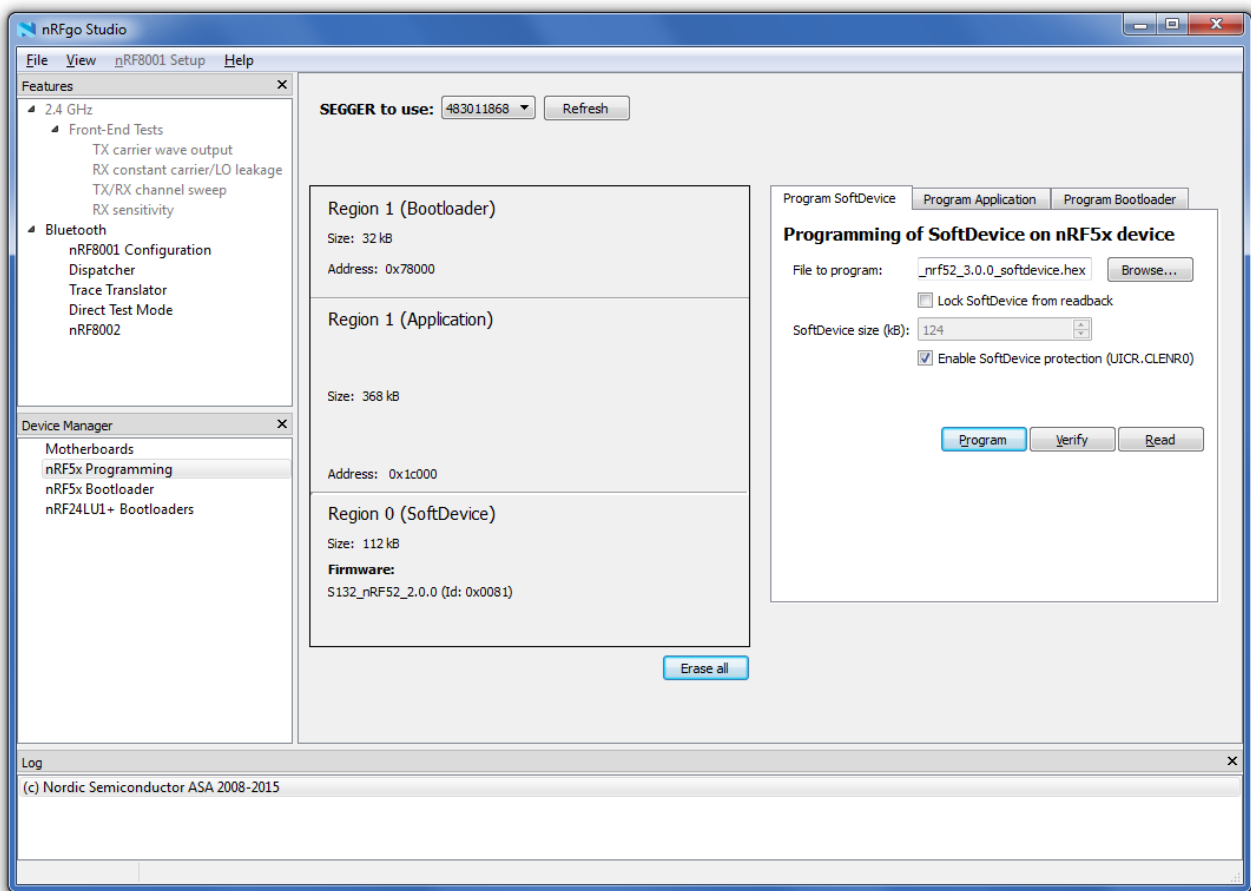 nRFgo Studio
File View nRF8001 Setup Help
Features
2.4 GHz
Front-End Tests
TX carrier wave output
RX constant carrier/LO leakage
TX/RX channel sweep
RX sensitivity
Bluetooth
nRF8001 Configuration
Dispatcher
Trace Translator
Direct Test Mode
nRF8002
Device Manager
Motherboards
nRF5x Programming
nRF5x Bootloader
nRF24LU1+ Bootloaders
SEGGER to use: 483011868 Refresh
Region 1 (Bootloader)
Size: 32 kB
Address: 0x78000
Region 1 (Application)
Size: 368 kB
Address: 0x1c000
Region 0 (SoftDevice)
Size: 112 kB
Firmware:
S132_nRF52_2.0.0 (Id: 0x0081)
Erase all
Program SoftDevice Program Application Program Bootloader
Programming of SoftDevice on nRF5x device
File to program: _nrf52_3.0.0_softdevice.hex Browse...
Lock SoftDevice from readback
SoftDevice size (kB): 124
Enable SoftDevice protection (UICR.CLENR0)
Program Verify Read
Log
(c) Nordic Semiconductor ASA 2008-2015